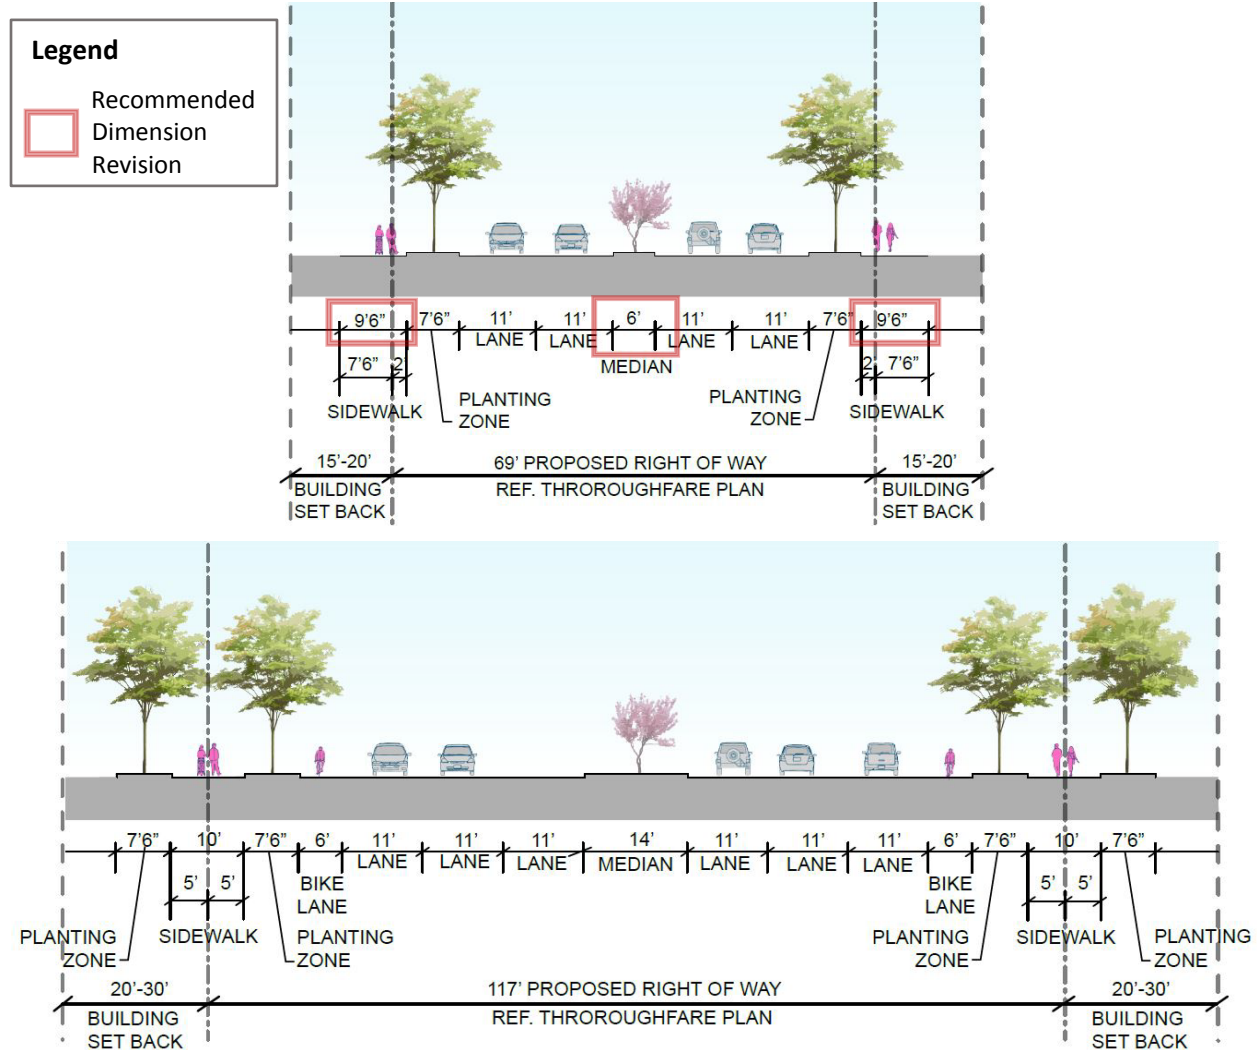 Legend
Recommended
Dimension
Revision
9'6” 7'6” 11' 11' 6' 11' 11' 7'6” 9'6”
LANE LANE LANE LANE
MEDIAN
7'6” 2' 2' 7'6”
SIDEWALK PLANTING ZONE PLANTING ZONE SIDEWALK
15'-20' 69' PROPOSED RIGHT OF WAY 15'-20'
BUILDING SET BACK REF. THROROUGHFARE PLAN BUILDING SET BACK
7'6” 10' 7'6” 6' 11' 11' 11' 14' 11' 11' 11' 6' 7'6” 10' 7'6”
LANE LANE LANE MEDIAN LANE LANE LANE
5' 5' BIKE LANE BIKE LANE 5' 5'
PLANTING ZONE SIDEWALK PLANTING ZONE PLANTING ZONE SIDEWALK PLANTING ZONE
20'-30' 117' PROPOSED RIGHT OF WAY 20'-30'
BUILDING SET BACK REF. THROROUGHFARE PLAN BUILDING SET BACK